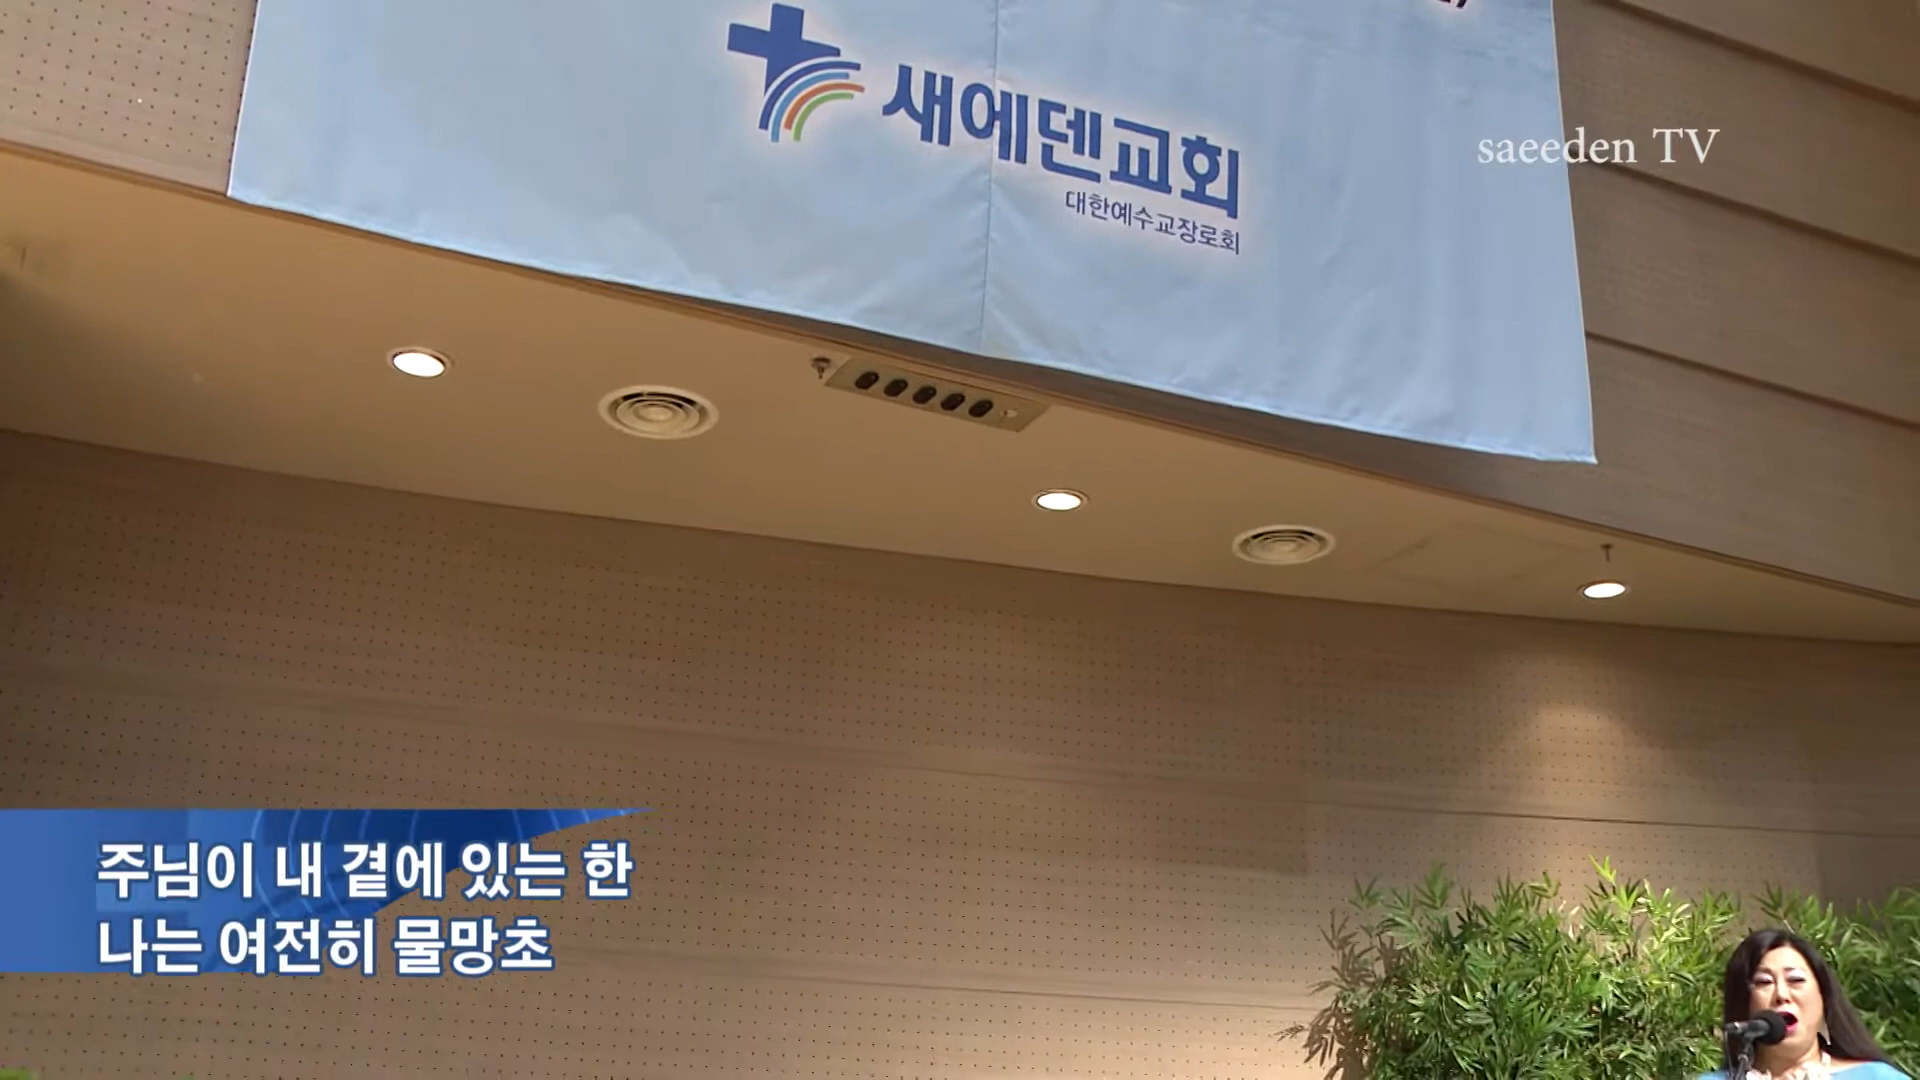 새에덴교회
대한예수교장로회
saeeden TV
주님이 내 곁에 있는 한
나는 여전히 물망초